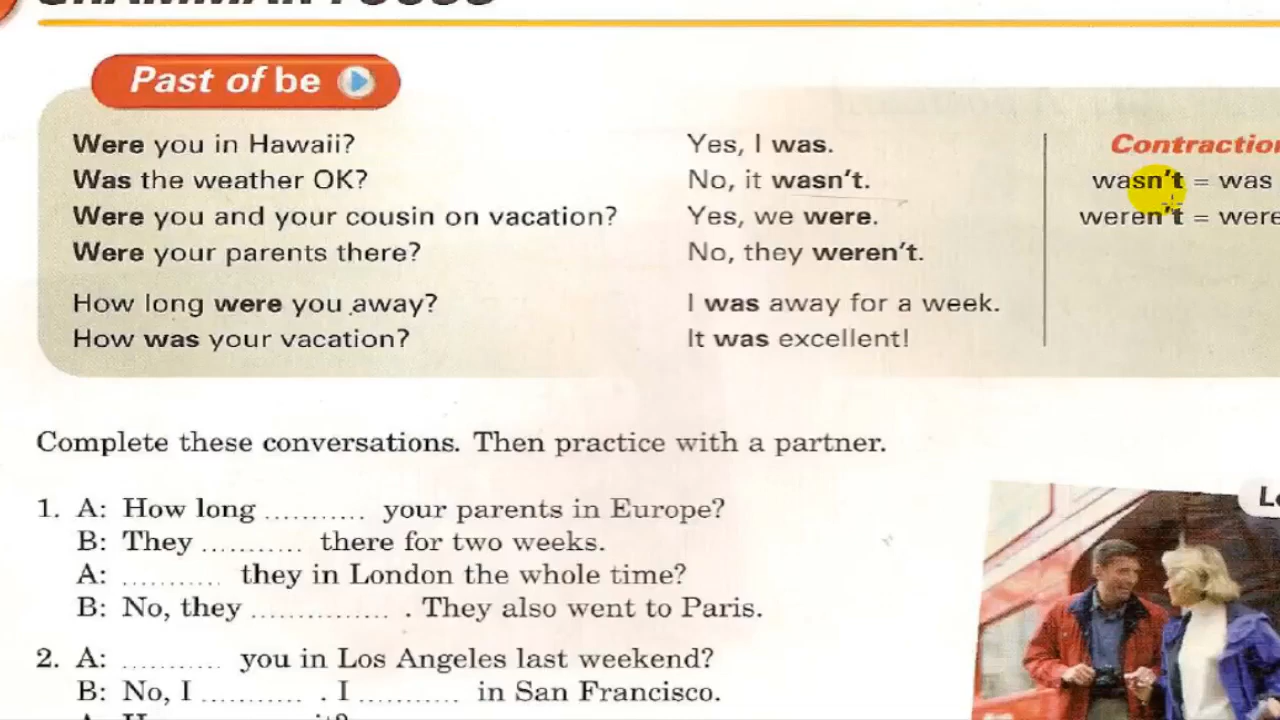 Past of be
Were you in Hawaii?
Was the weather OK?
Were you and your cousin on vacation?
Were your parents there?
How long were you away?
How was your vacation?
Yes, I was.
No, it wasn't.
Yes, we were.
No, they weren't.
I was away for a week.
It was excellent!
wasn't = was
weren't = were
Complete these conversations. Then practice with a partner.
1. A: How long ........... your parents in Europe?
B: They ........... there for two weeks.
A: ........... they in London the whole time?
B: No, they ............... . They also went to Paris.
2. A: ........... you in Los Angeles last weekend?
B: No, I ........... . I ........... in San Francisco.